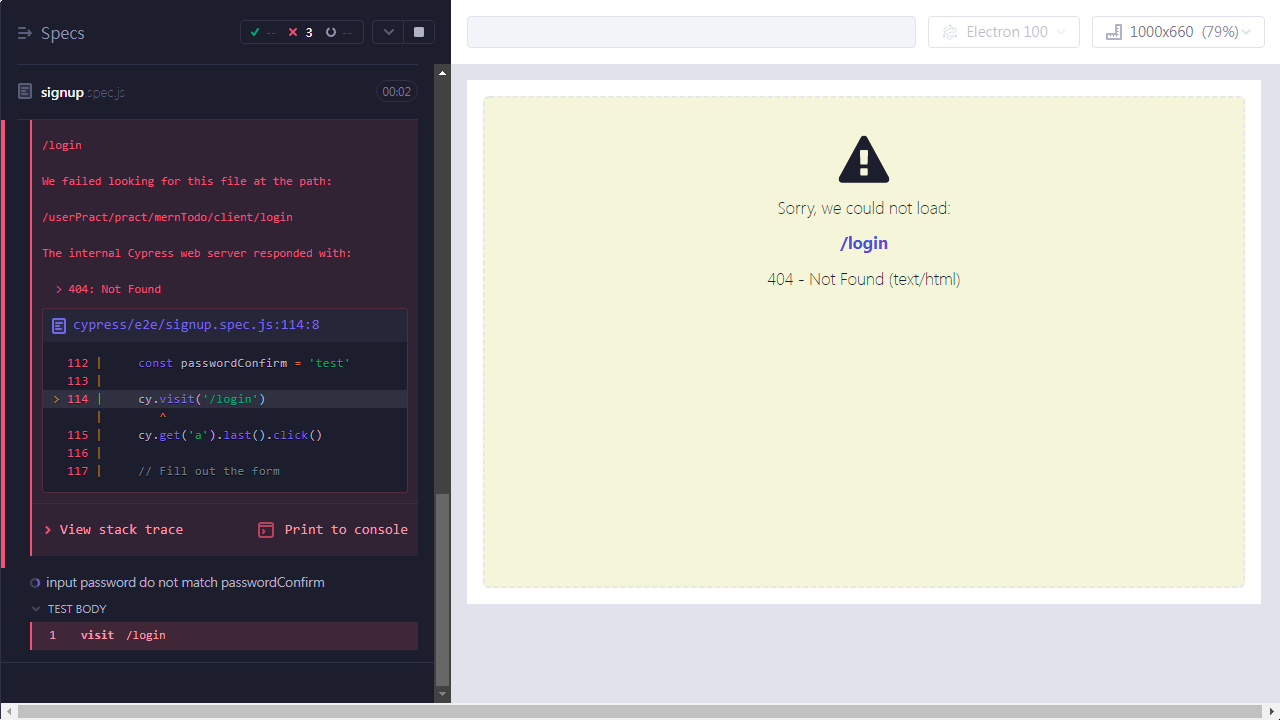 Specs
-- 3 --
signup.spec.js 00:02
/login
We failed looking for this file at the path:
/userPract/pract/mernTodo/client/login
The internal Cypress web server responded with:
> 404: Not Found
cypress/e2e/signup.spec.js:114:8
112 | const passwordConfirm = 'test'
113 |
> 114 | cy.visit('/login')
| ^
115 | cy.get('a').last().click()
116 |
117 | // Fill out the form
> View stack trace Print to console
input password do not match passwordConfirm
TEST BODY
1 visit /login
Electron 100 1000x660 (79%)
Sorry, we could not load:
/login
404 - Not Found (text/html)